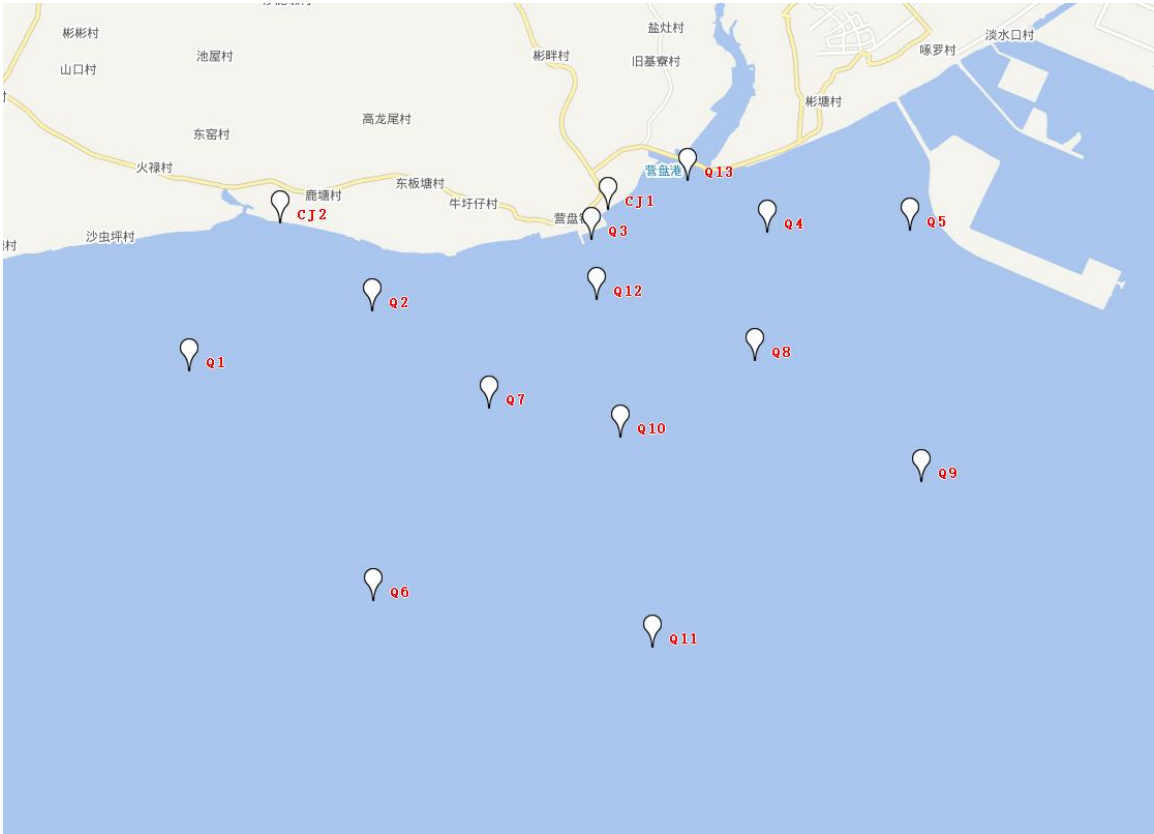 盐灶村
淡水口村
彬彬村
池屋村
彬畔村
旧基寮村
啄罗村
山口村
彬塘村
高龙尾村
东窑村
火禄村
营盘港
Q13
东板塘村
鹿塘村
牛圩仔村
CJ1
CJ2
营盘
Q3
Q4
Q5
沙虫坪村
村
Q12
Q2
Q8
Q1
Q7
Q10
Q9
Q6
Q11